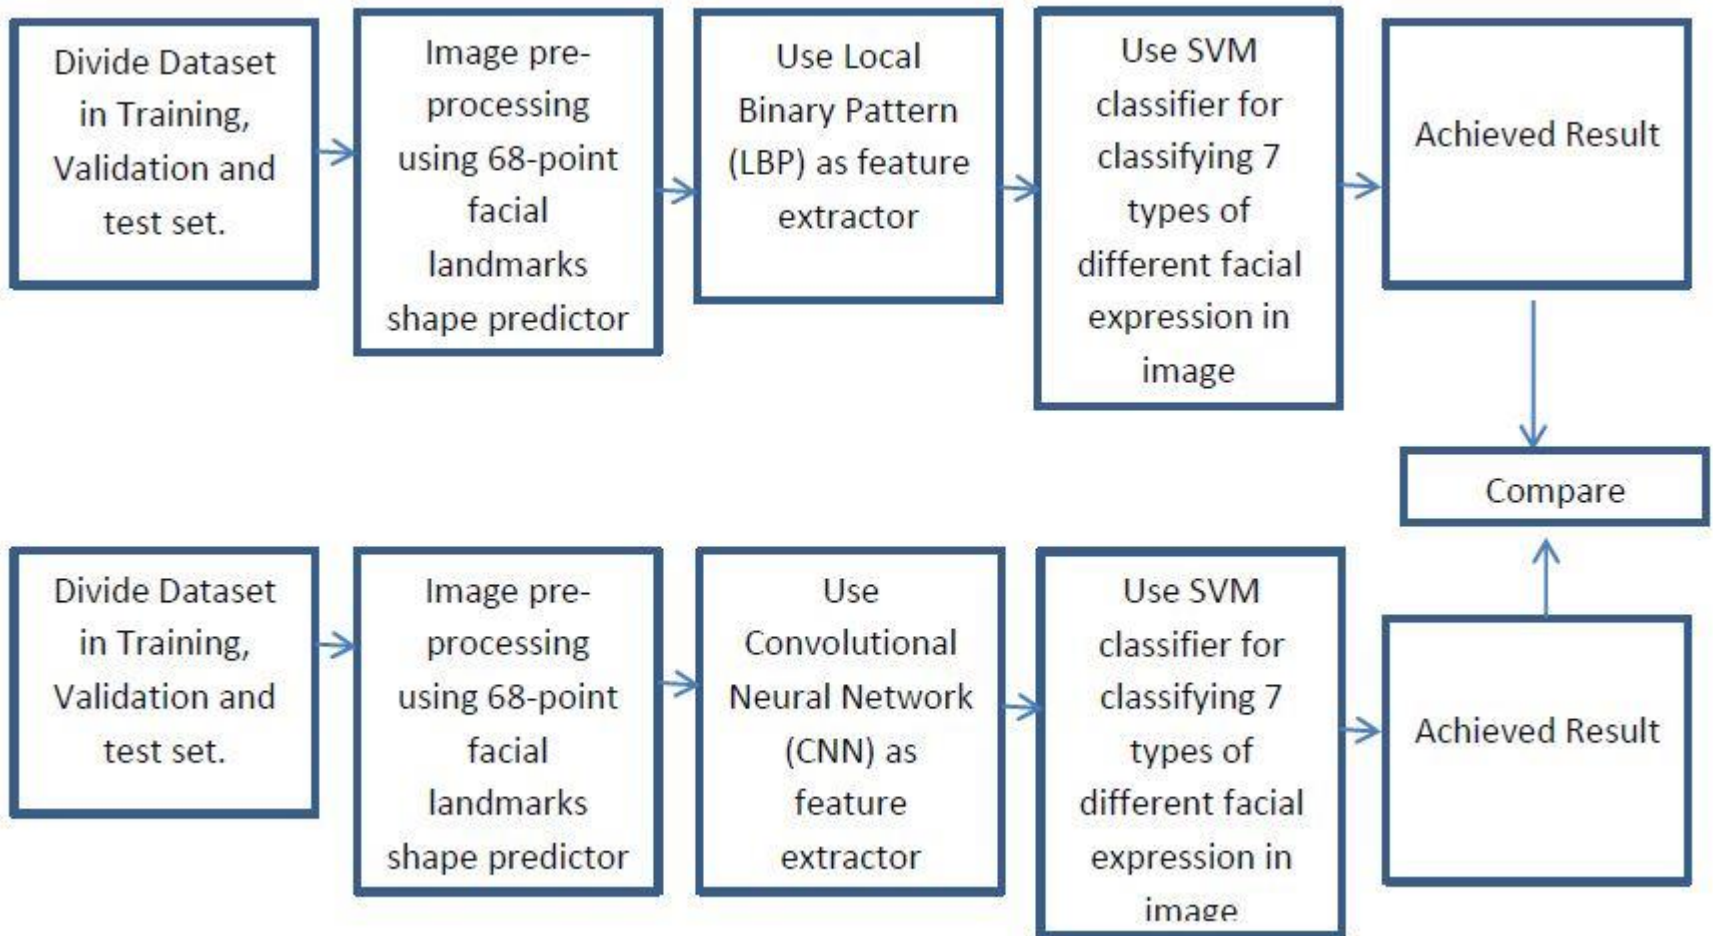 Divide Dataset
in Training,
Validation and
test set.
Image pre-
processing
using 68-point
facial
landmarks
shape predictor
Use Local
Binary Pattern
(LBP) as feature
extractor
Use SVM
classifier for
classifying 7
types of
different facial
expression in
image
Achieved Result
Compare
Divide Dataset
in Training,
Validation and
test set.
Image pre-
processing
using 68-point
facial
landmarks
shape predictor
Use
Convolutional
Neural Network
(CNN) as
feature
extractor
Use SVM
classifier for
classifying 7
types of
different facial
expression in
image
Achieved Result